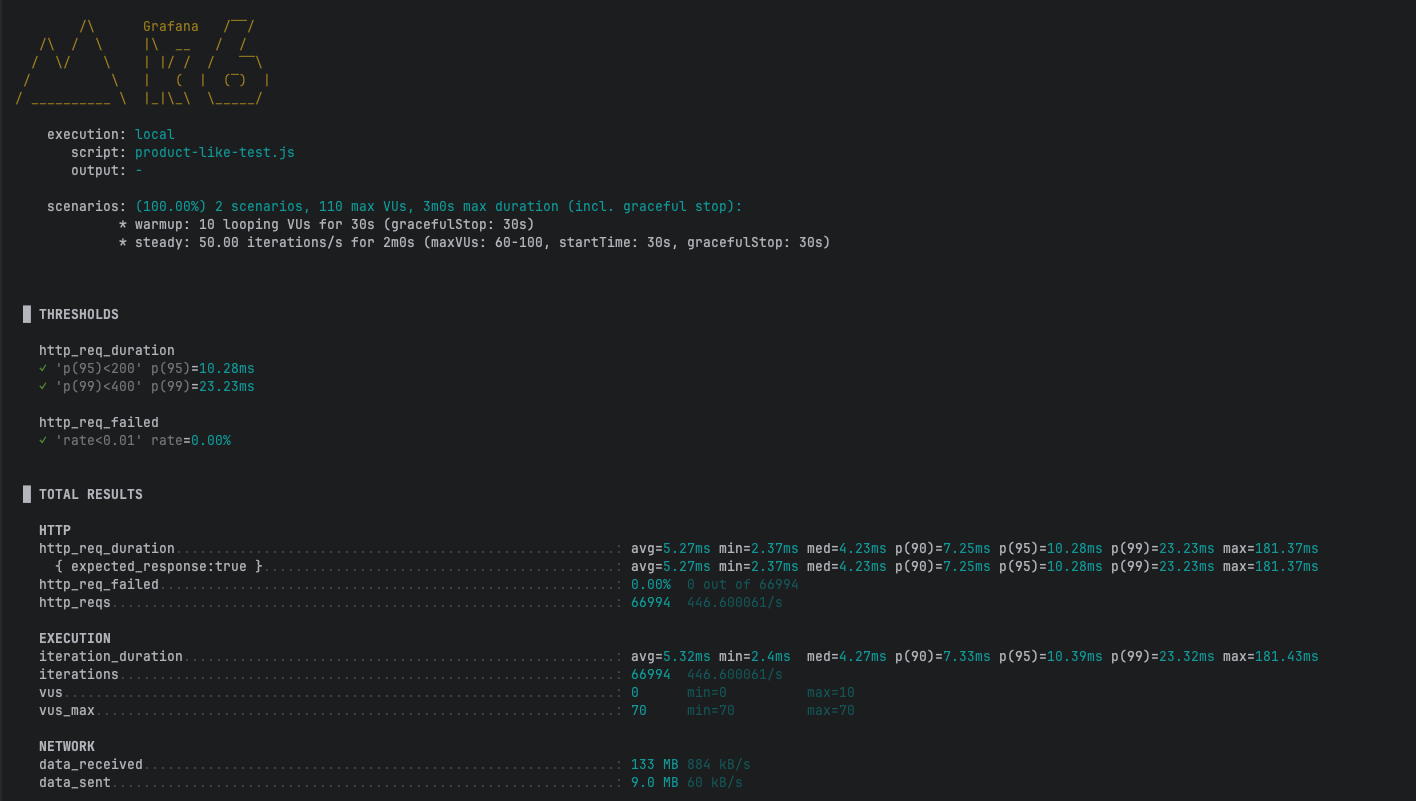 /\      Grafana   /‾‾/
    /\  /  \     |\  __   /  /
   /  \/    \    | |/ /  /   ‾‾\
  /          \   |   (  |  (‾)  |
 / __________ \  |_|\_\  \_____/
execution: local
script: product-like-test.js
output: -
scenarios: (100.00%) 2 scenarios, 110 max VUs, 3m0s max duration (incl. graceful stop):
* warmup: 10 looping VUs for 30s (gracefulStop: 30s)
* steady: 50.00 iterations/s for 2m0s (maxVUs: 60-100, startTime: 30s, gracefulStop: 30s)
█ THRESHOLDS
http_req_duration
✓ 'p(95)<200' p(95)=10.28ms
✓ 'p(99)<400' p(99)=23.23ms
http_req_failed
✓ 'rate<0.01' rate=0.00%
█ TOTAL RESULTS
HTTP
http_req_duration.......................................................: avg=5.27ms min=2.37ms med=4.23ms p(90)=7.25ms p(95)=10.28ms p(99)=23.23ms max=181.37ms
{ expected_response:true }............................................: avg=5.27ms min=2.37ms med=4.23ms p(90)=7.25ms p(95)=10.28ms p(99)=23.23ms max=181.37ms
http_req_failed.........................................................: 0.00% 0 out of 66994
http_reqs...............................................................: 66994 446.600061/s
EXECUTION
iteration_duration......................................................: avg=5.32ms min=2.4ms med=4.27ms p(90)=7.33ms p(95)=10.39ms p(99)=23.32ms max=181.43ms
iterations..............................................................: 66994 446.600061/s
vus.....................................................................: 0 min=0 max=10
vus_max.................................................................: 70 min=70 max=70
NETWORK
data_received...........................................................: 133 MB 884 kB/s
data_sent...............................................................: 9.0 MB 60 kB/s